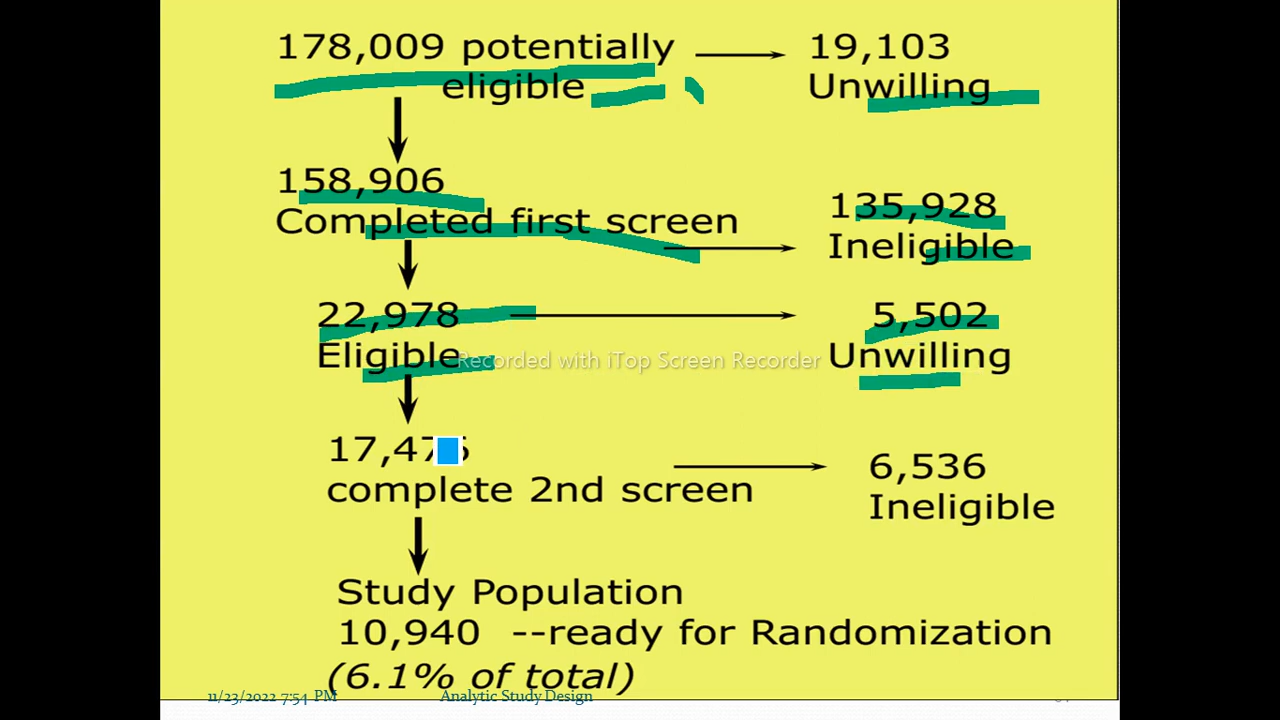 178,009 potentially
eligible
19,103
Unwilling
158,906
Completed first screen
135,928
Ineligible
22,978
Eligible
5,502
Unwilling
Recorded with iTop Screen Recorder
complete 2nd screen
6,536
Ineligible
Study Population
10,940 --ready for Randomization
(6.1% of total)
11/23/2022 7:54 PM
Analytic Study Design